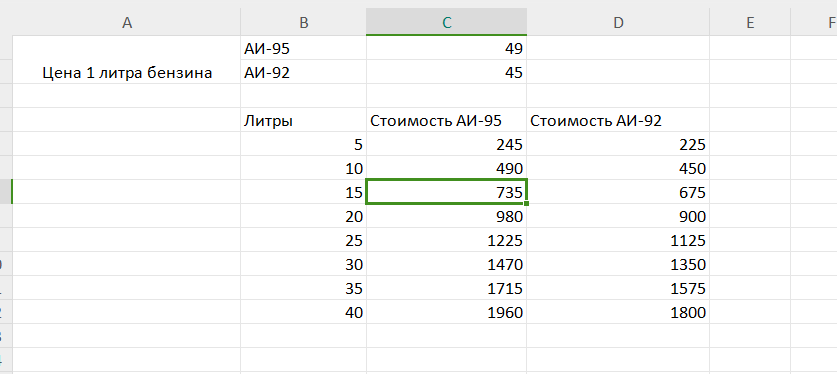 A B C D E F
АИ-95 49
Цена 1 литра бензина АИ-92 45
Литры Стоимость АИ-95 Стоимость АИ-92
5 245 225
10 490 450
15 735 675
20 980 900
25 1225 1125
30 1470 1350
35 1715 1575
40 1960 1800